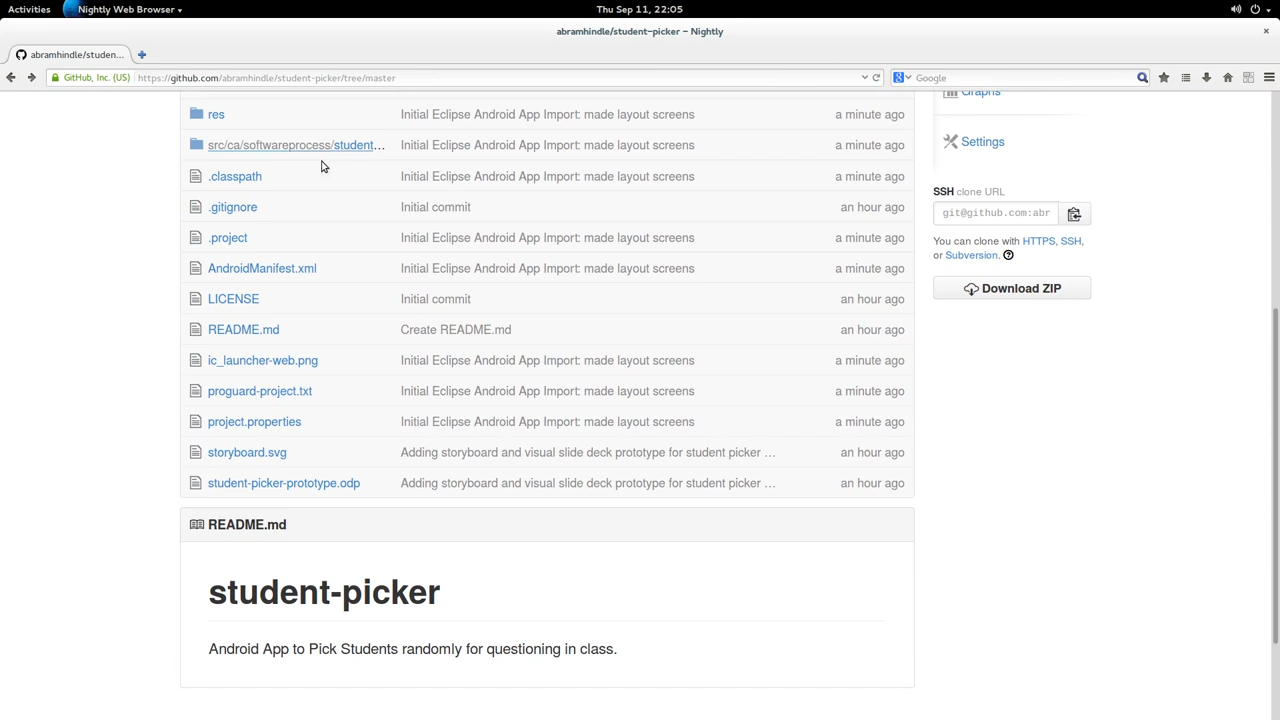 Activities Nightly Web Browser Thu Sep 11, 22:05
abramhindle/student-picker – Nightly
abramhindle/studen...
GitHub, Inc. (US) https://github.com/abramhindle/student-picker/tree/master Google
Graphs
res Initial Eclipse Android App Import: made layout screens a minute ago
src/ca/softwareprocess/student... Initial Eclipse Android App Import: made layout screens a minute ago
Settings
.classpath Initial Eclipse Android App Import: made layout screens a minute ago
SSH clone URL
.gitignore Initial commit an hour ago
git@github.com:abr
.project Initial Eclipse Android App Import: made layout screens a minute ago
You can clone with HTTPS, SSH,
or Subversion.
AndroidManifest.xml Initial Eclipse Android App Import: made layout screens a minute ago
Download ZIP
LICENSE Initial commit an hour ago
README.md Create README.md an hour ago
ic_launcher-web.png Initial Eclipse Android App Import: made layout screens a minute ago
proguard-project.txt Initial Eclipse Android App Import: made layout screens a minute ago
project.properties Initial Eclipse Android App Import: made layout screens a minute ago
storyboard.svg Adding storyboard and visual slide deck prototype for student picker … an hour ago
student-picker-prototype.odp Adding storyboard and visual slide deck prototype for student picker … an hour ago
README.md
student-picker
Android App to Pick Students randomly for questioning in class.